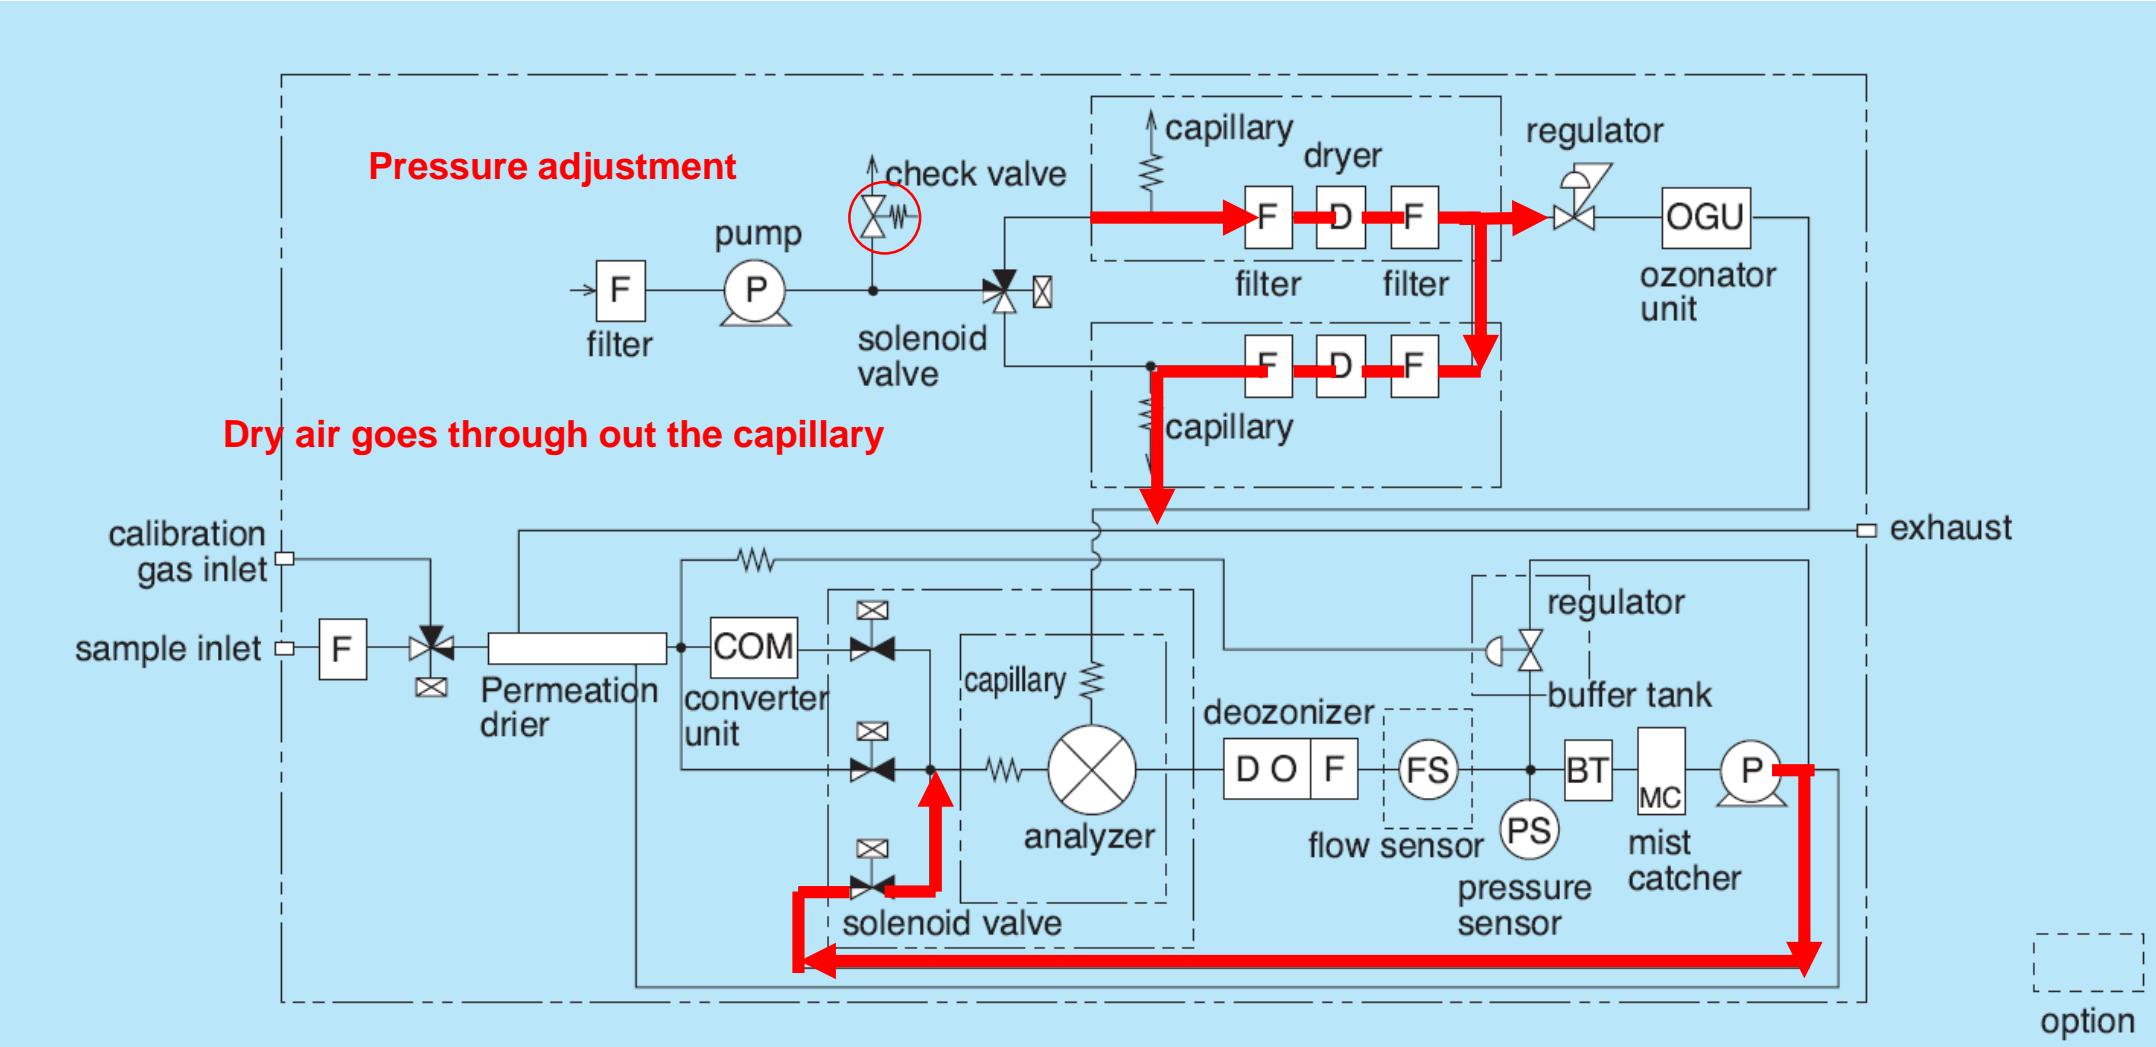 capillary
regulator
dryer
Pressure adjustment
check valve
F
D
F
OGU
pump
F
P
filter
filter
ozonator
unit
filter
solenoid
valve
F
D
F
capillary
Dry air goes through out the capillary
calibration
gas inlet
exhaust
regulator
sample inlet
F
COM
Permeation
drier
converter
unit
capillary
buffer tank
deozonizer
D O
F
FS
BT
MC
P
analyzer
flow sensor
PS
mist
catcher
pressure
sensor
solenoid valve
option